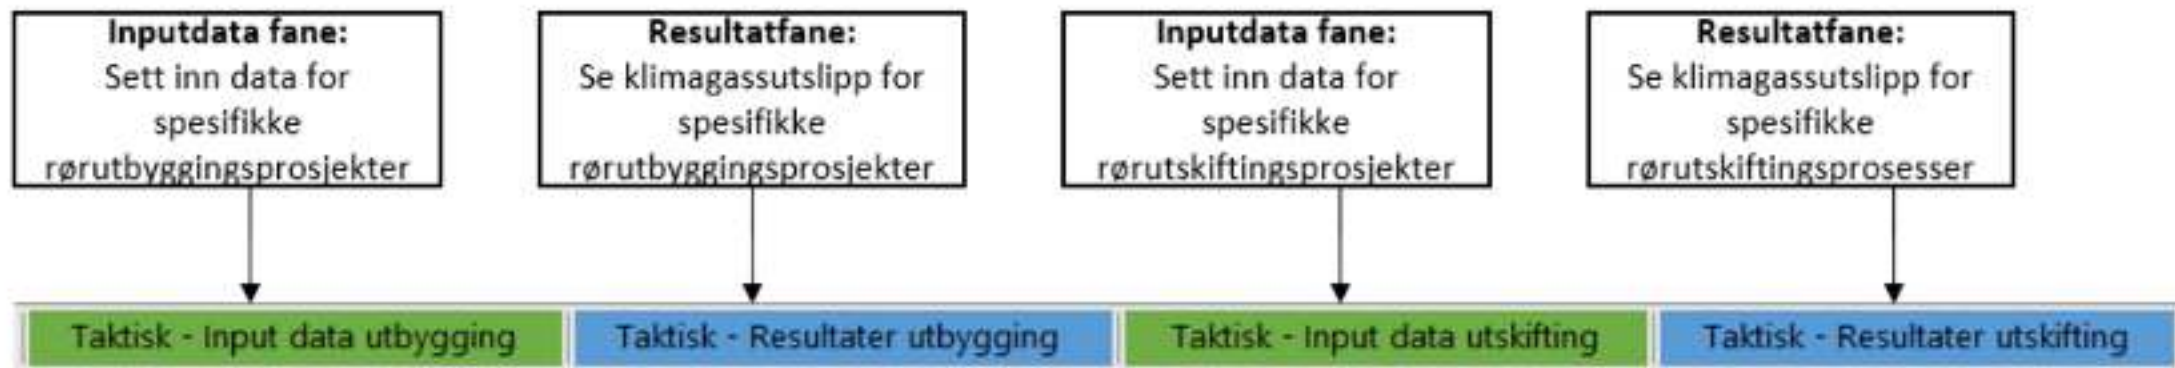 Inputdata fane:
Sett inn data for
spesifikke
rørutbyggingsprosjekter
Resultatfane:
Se klimagassutslipp for
spesifikke
rørutbyggingsprosjekter
Inputdata fane:
Sett inn data for
spesifikke
rørutskiftingsprosjekter
Resultatfane:
Se klimagassutslipp for
spesifikke
rørutskiftingsprosesser
Taktisk - Input data utbygging
Taktisk - Resultater utbygging
Taktisk - Input data utskifting
Taktisk - Resultater utskifting